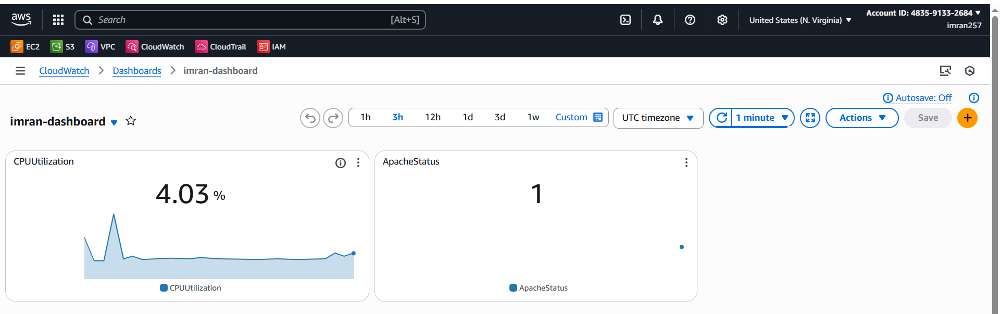 aws
Search [Alt+S]
United States (N. Virginia)
Account ID: 4835-9133-2684
imran257
EC2 S3 VPC CloudWatch CloudTrail IAM
CloudWatch Dashboards imran-dashboard
Autosave: Off
imran-dashboard
1h 3h 12h 1d 3d 1w Custom
UTC timezone
1 minute
Actions
Save
CPUUtilization
4.03 %
CPUUtilization
ApacheStatus
1
ApacheStatus